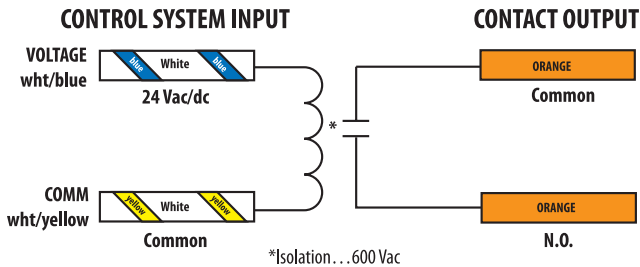 CONTROL SYSTEM INPUT
CONTACT OUTPUT
VOLTAGE
wht/blue
blue White blue
24 Vac/dc
ORANGE
Common
*
COMM
wht/yellow
yellow White yellow
Common
ORANGE
N.O.
*Isolation...600 Vac